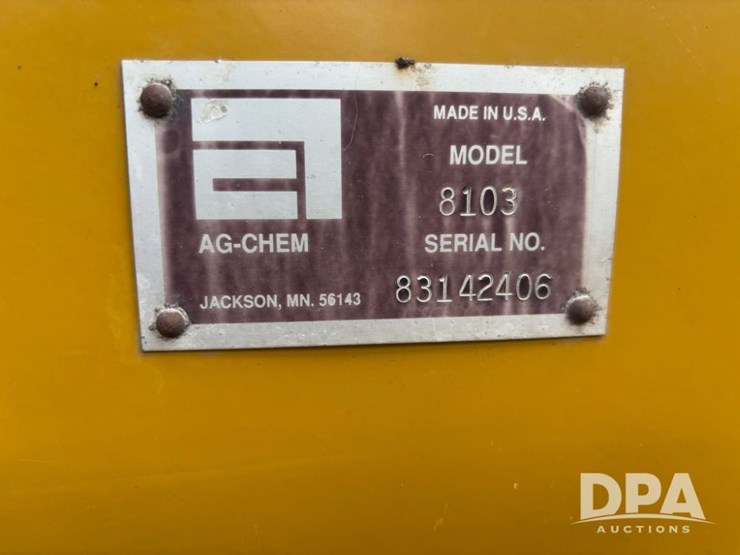 MADE IN U.S.A.
MODEL
8103
AG-CHEM
SERIAL NO.
JACKSON, MN. 56143
83142406
DPA
AUCTIONS